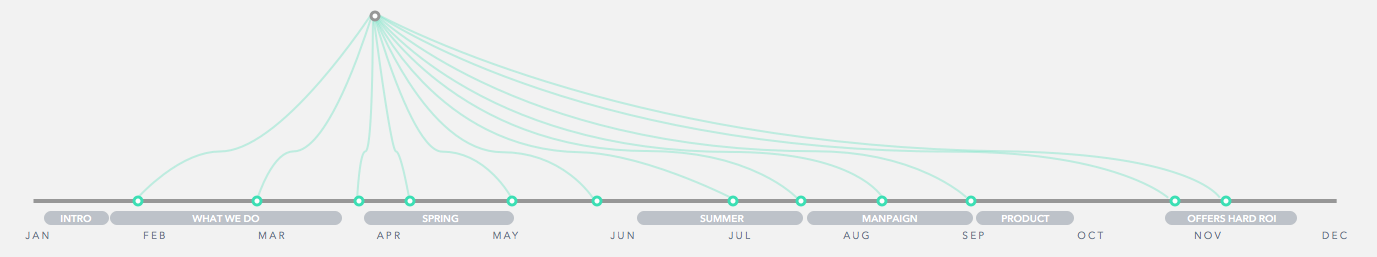 INTRO WHAT WE DO SPRING SUMMER MANPAIGN PRODUCT OFFERS HARD ROI
JAN FEB MAR APR MAY JUN JUL AUG SEP OCT NOV DEC